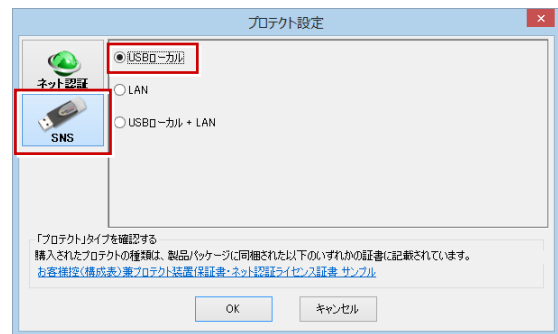 プロテクト設定
ネット認証
SNS
USBローカル
LAN
USBローカル + LAN
「プロテクト」タイプを確認する
購入されたプロテクトの種類は、製品パッケージに同梱された以下のいずれかの証書に記載されています。
お客様控(構成表)兼プロテクト装置保証書・ネット認証ライセンス証書 サンプル
OK
キャンセル